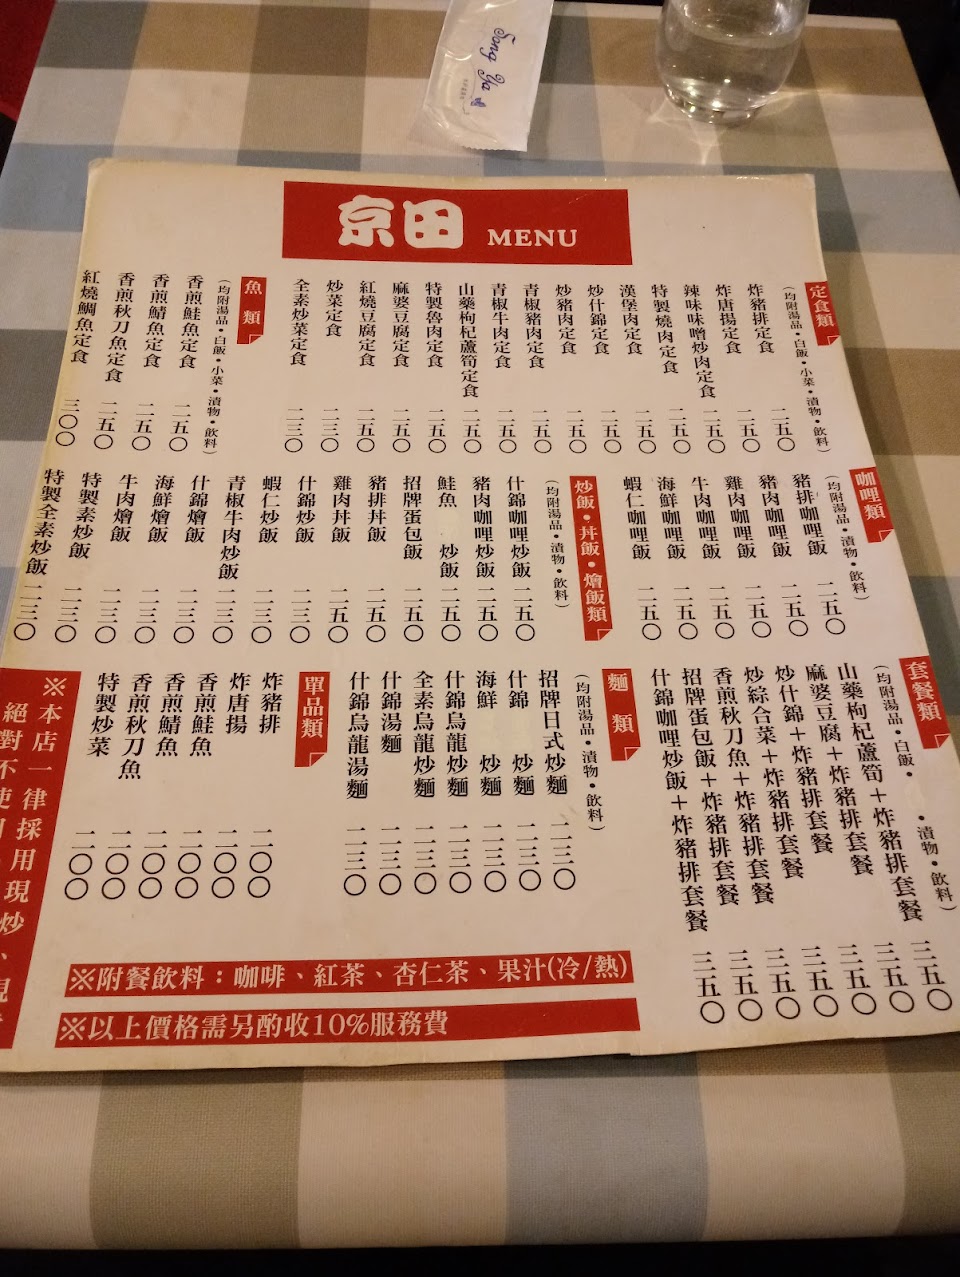 Song Ya
京田 MENU
定食類
(均附湯品•白飯•小菜•漬物•飲料)
炸豬排定食 二五〇
炸唐揚定食 二五〇
辣味味噌炒肉定食 二五〇
特製燒肉定食 二五〇
漢堡肉定食 二五〇
炒什錦定食 二五〇
炒豬肉定食 二五〇
青椒豬肉定食 二五〇
青椒牛肉定食 二五〇
山藥枸杞蘆筍定食 二五〇
特製魯肉定食 二五〇
麻婆豆腐定食 二五〇
紅燒豆腐定食 二五〇
炒菜定食 二三〇
全素炒菜定食 二三〇
魚類
(均附湯品•白飯•小菜•漬物•飲料)
香煎鮭魚定食 二五〇
香煎鯖魚定食 二五〇
香煎秋刀魚定食 二五〇
紅燒鯛魚定食 三〇〇
咖哩類
(均附湯品•漬物•飲料)
豬排咖哩飯 二五〇
豬肉咖哩飯 二五〇
雞肉咖哩飯 二五〇
牛肉咖哩飯 二五〇
海鮮咖哩飯 二五〇
蝦仁咖哩飯 二五〇
炒飯•丼飯•燴飯類
(均附湯品•漬物•飲料)
什錦咖哩炒飯 二五〇
豬肉咖哩炒飯 二五〇
鮭魚 炒飯 二五〇
招牌蛋包飯 二五〇
豬排丼飯 二五〇
雞肉丼飯 二五〇
什錦炒飯 二三〇
蝦仁炒飯 二三〇
青椒牛肉炒飯 二三〇
什錦燴飯 二三〇
海鮮燴飯 二三〇
牛肉燴飯 二三〇
特製素炒飯 二三〇
特製全素炒飯 二三〇
套餐類
(均附湯品•白飯• •漬物•飲料)
山藥枸杞蘆筍＋炸豬排套餐 三五〇
麻婆豆腐＋炸豬排套餐 三五〇
炒什錦＋炸豬排套餐 三五〇
炒綜合菜＋炸豬排套餐 三五〇
香煎秋刀魚＋炸豬排套餐 三五〇
招牌蛋包飯＋炸豬排套餐 三五〇
什錦咖哩炒飯＋炸豬排套餐 三五〇
麵類
(均附湯品•漬物•飲料)
招牌日式炒麵 二三〇
什錦 炒麵 二三〇
海鮮 炒麵 二三〇
什錦烏龍炒麵 二三〇
全素烏龍炒麵 二三〇
什錦湯麵 二三〇
什錦烏龍湯麵 二三〇
單品類
炸豬排 二〇〇
炸唐揚 二〇〇
香煎鮭魚 二〇〇
香煎鯖魚 二〇〇
香煎秋刀魚 二〇〇
特製炒菜 二〇〇
※本店一律採用現炒、現
絕對不使用
※附餐飲料：咖啡、紅茶、杏仁茶、果汁(冷/熱)
※以上價格需另酌收10%服務費